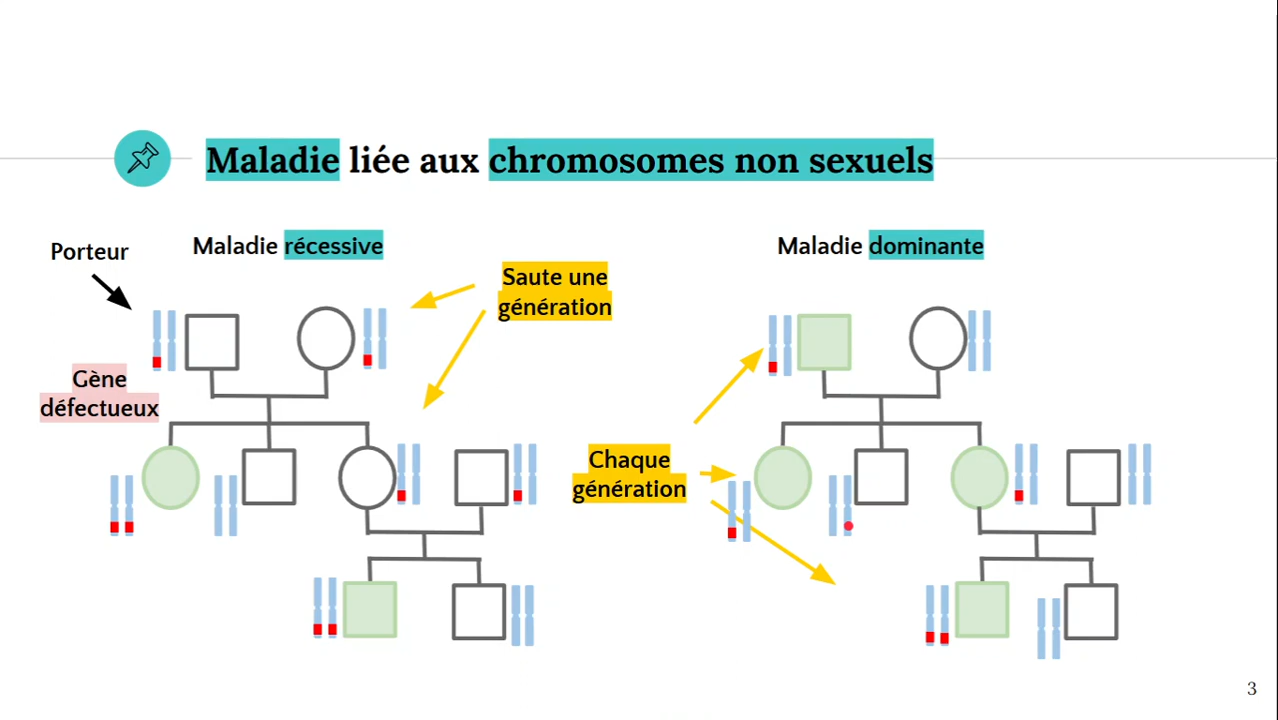 Maladie liée aux chromosomes non sexuels
Porteur
Maladie récessive
Saute une
génération
Gène
défectueux
Maladie dominante
Chaque
génération
3